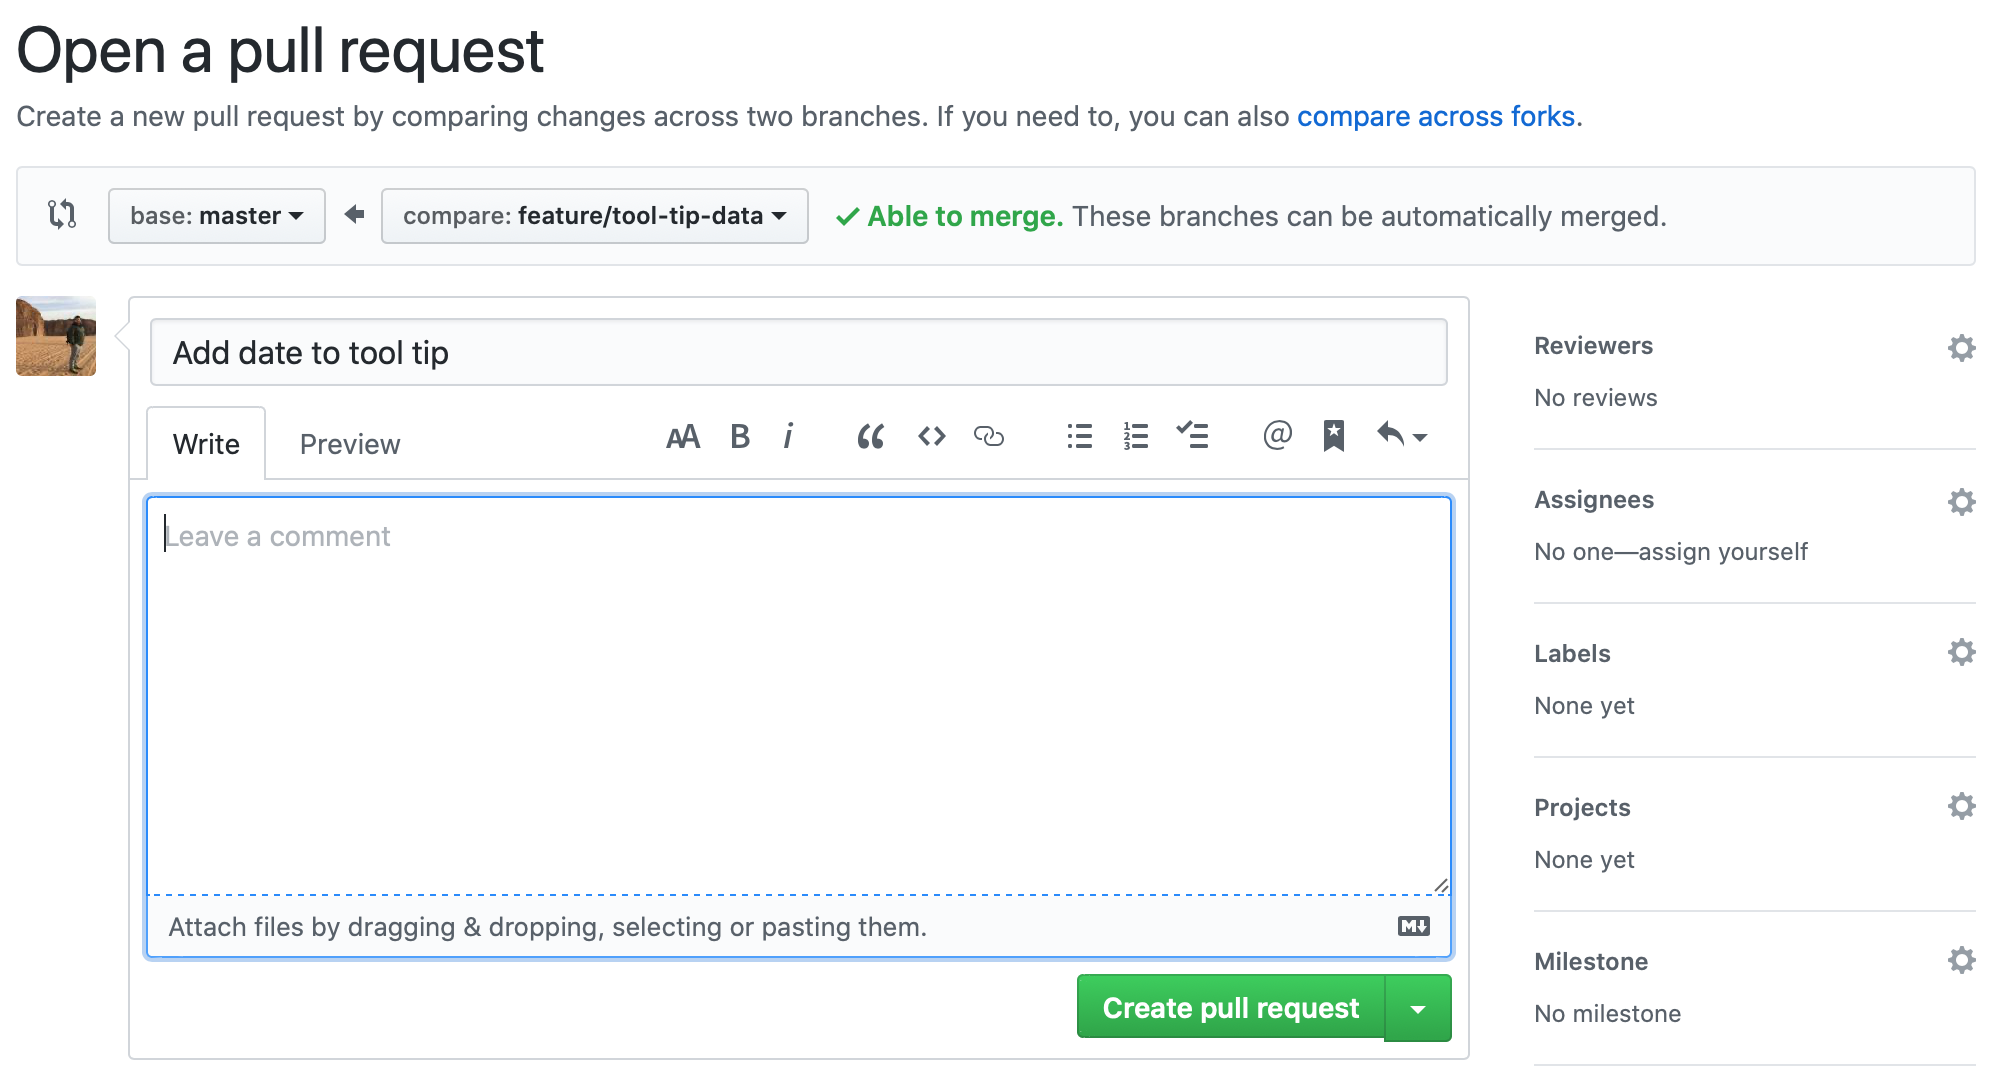 Open a pull request
Create a new pull request by comparing changes across two branches. If you need to, you can also compare across forks.
base: master compare: feature/tool-tip-data Able to merge. These branches can be automatically merged.
Add date to tool tip
Write Preview AA B i @
Leave a comment
Attach files by dragging & dropping, selecting or pasting them.
M
Create pull request
Reviewers
No reviews
Assignees
No one—assign yourself
Labels
None yet
Projects
None yet
Milestone
No milestone